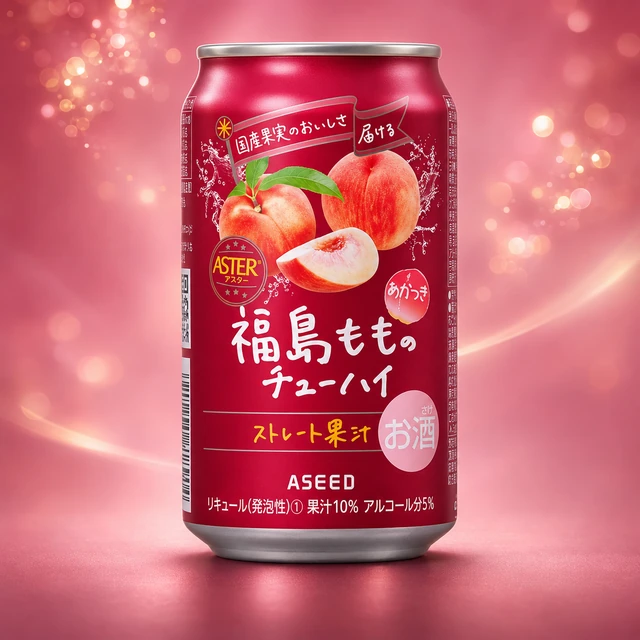 国産果実のおいしさ 届ける
ASTER®
アスター
あかつき
福島ももの
チューハイ
ストレート果汁
さけ
お酒
ASEED
リキュール(発泡性)① 果汁10% アルコール分5%